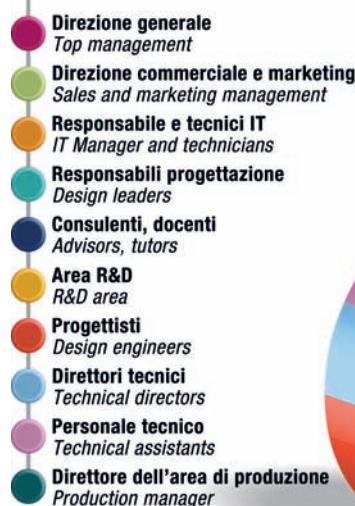 Direzione generale
Top management
Direzione commerciale e marketing
Sales and marketing management
Responsabile e tecnici IT
IT Manager and technicians
Responsabili progettazione
Design leaders
Consulenti, docenti
Advisors, tutors
Area R&D
R&D area
Progettisti
Design engineers
Direttori tecnici
Technical directors
Personale tecnico
Technical assistants
Direttore dell'area di produzione
Production manager